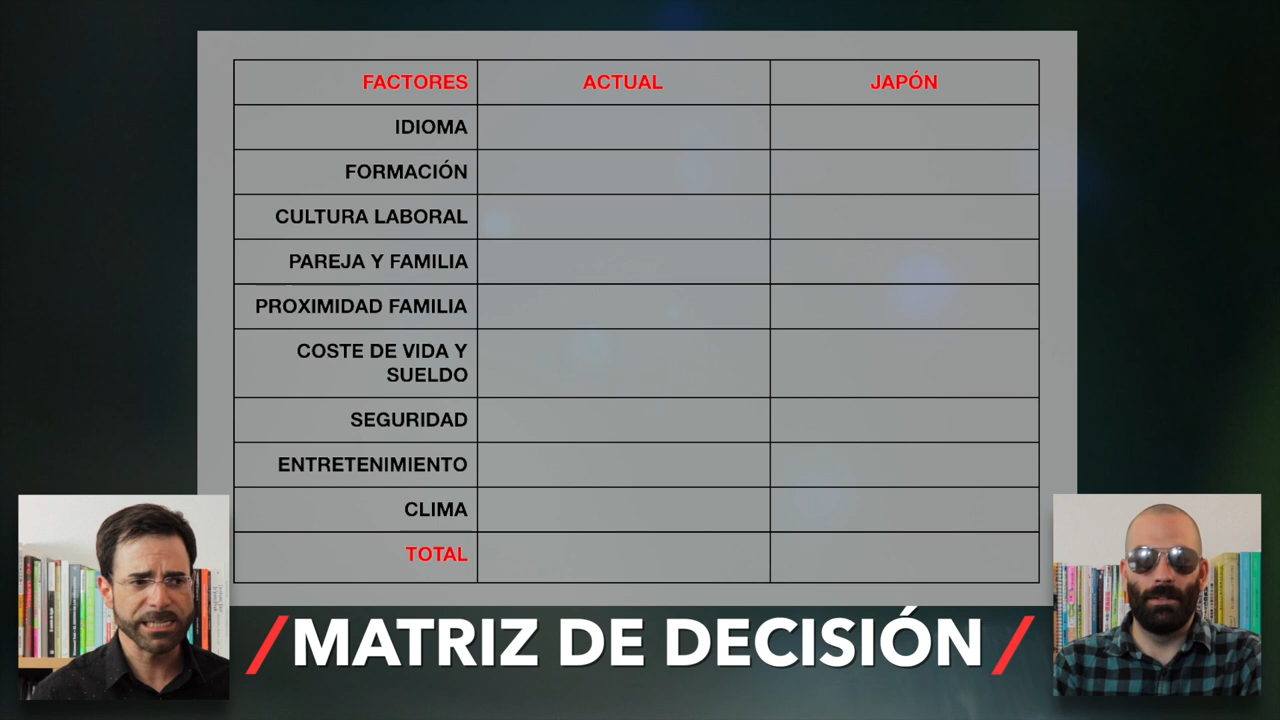 FACTORES ACTUAL JAPÓN
IDIOMA
FORMACIÓN
CULTURA LABORAL
PAREJA Y FAMILIA
PROXIMIDAD FAMILIA
COSTE DE VIDA Y
SUELDO
SEGURIDAD
ENTRETENIMIENTO
CLIMA
TOTAL
/MATRIZ DE DECISIÓN/